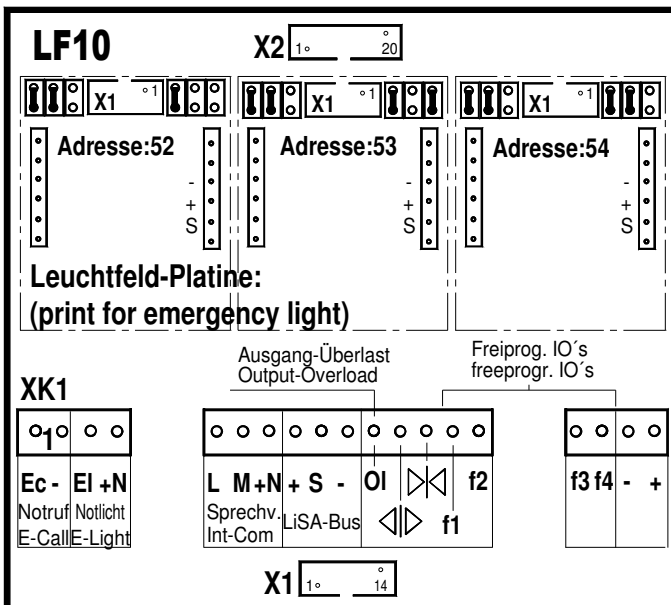 LF10 X2 1 20
X1 1 X1 1 X1 1
Adresse:52 Adresse:53 Adresse:54
- - -
+ + +
S S S
Leuchtfeld-Platine:
(print for emergency light)
Ausgang-Überlast Freiprog. IO´s
Output-Overload freeprogr. IO´s
XK1
1
Ec - El +N L M+N + S - Ol f2 f3 f4 - +
Notruf Notlicht Sprechv. LiSA-Bus f1
E-Call E-Light Int-Com
X1 1 14